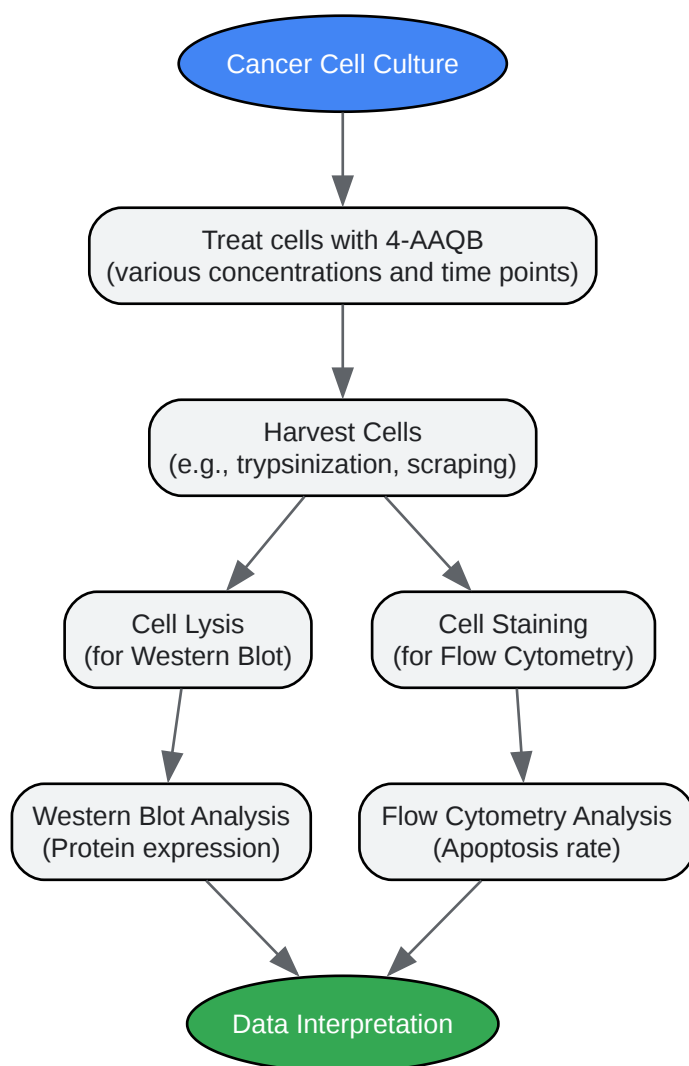 Cancer Cell Culture
Treat cells with 4-AAQB
(various concentrations and time points)
Harvest Cells
(e.g., trypsinization, scraping)
Cell Lysis
(for Western Blot)
Cell Staining
(for Flow Cytometry)
Western Blot Analysis
(Protein expression)
Flow Cytometry Analysis
(Apoptosis rate)
Data Interpretation